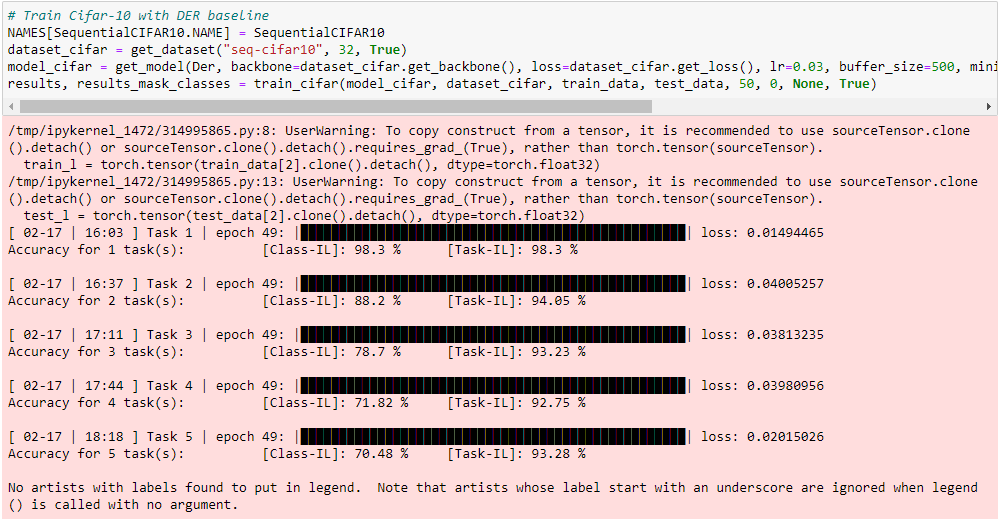 # Train Cifar-10 with DER baseline
NAMES[SequentialCIFAR10.NAME] = SequentialCIFAR10
dataset_cifar = get_dataset("seq-cifar10", 32, True)
model_cifar = get_model(Der, backbone=dataset_cifar.get_backbone(), loss=dataset_cifar.get_loss(), lr=0.03, buffer_size=500, mini
results, results_mask_classes = train_cifar(model_cifar, dataset_cifar, train_data, test_data, 50, 0, None, True)
/tmp/ipykernel_1472/314995865.py:8: UserWarning: To copy construct from a tensor, it is recommended to use sourceTensor.clone
().detach() or sourceTensor.clone().detach().requires_grad_(True), rather than torch.tensor(sourceTensor).
  train_l = torch.tensor(train_data[2].clone().detach(), dtype=torch.float32)
/tmp/ipykernel_1472/314995865.py:13: UserWarning: To copy construct from a tensor, it is recommended to use sourceTensor.clone
().detach() or sourceTensor.clone().detach().requires_grad_(True), rather than torch.tensor(sourceTensor).
  test_l = torch.tensor(test_data[2].clone().detach(), dtype=torch.float32)
[ 02-17 | 16:03 ] Task 1 | epoch 49: | | loss: 0.01494465
Accuracy for 1 task(s): [Class-IL]: 98.3 % [Task-IL]: 98.3 %
[ 02-17 | 16:37 ] Task 2 | epoch 49: | | loss: 0.04005257
Accuracy for 2 task(s): [Class-IL]: 88.2 % [Task-IL]: 94.05 %
[ 02-17 | 17:11 ] Task 3 | epoch 49: | | loss: 0.03813235
Accuracy for 3 task(s): [Class-IL]: 78.7 % [Task-IL]: 93.23 %
[ 02-17 | 17:44 ] Task 4 | epoch 49: | | loss: 0.03980956
Accuracy for 4 task(s): [Class-IL]: 71.82 % [Task-IL]: 92.75 %
[ 02-17 | 18:18 ] Task 5 | epoch 49: | | loss: 0.02015026
Accuracy for 5 task(s): [Class-IL]: 70.48 % [Task-IL]: 93.28 %
No artists with labels found to put in legend.  Note that artists whose label start with an underscore are ignored when legend
() is called with no argument.